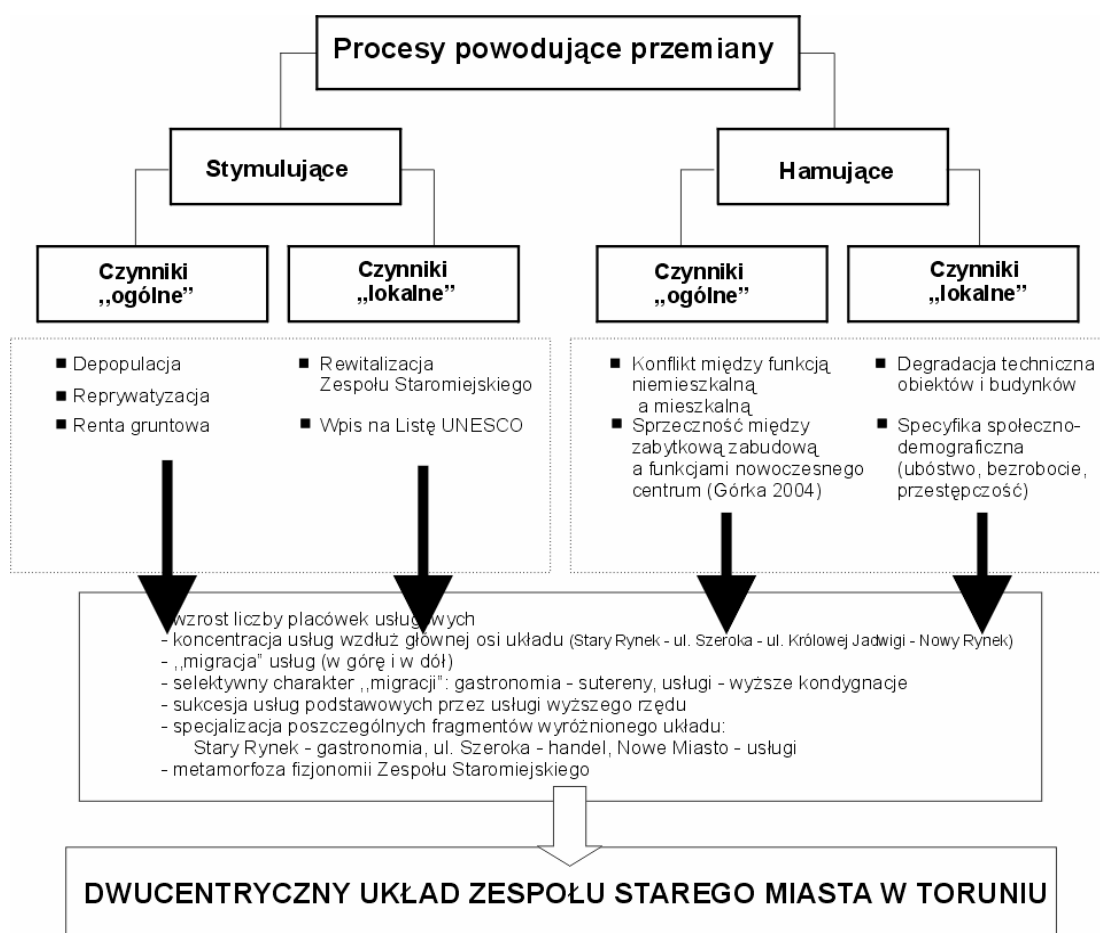 Procesy powodujące przemiany
Stymulujące
Hamujące
Czynniki
,,ogólne”
Czynniki
„lokalne”
Czynniki
,,ogólne”
Czynniki
„lokalne”
■ Depopulacja
■ Reprywatyzacja
■ Renta gruntowa
■ Rewitalizacja
Zespołu Staromiejskiego
■ Wpis na Listę UNESCO
■ Konflikt między funkcją
niemieszkalną
a mieszkalną
■ Sprzeczność między
zabytkową zabudową
a funkcjami nowoczesnego
centrum (Górka 2004)
■ Degradacja techniczna
obiektów i budynków
■ Specyfika społeczno-
demograficzna
(ubóstwo, bezrobocie,
przestępczość)
wzrost liczby placówek usługowych
- koncentracja usług wzdłuż głównej osi układu (Stary Rynek - ul. Szeroka - ul. Królowej Jadwigi - Nowy Rynek)
- ,,migracja” usług (w górę i w dół)
- selektywny charakter ,,migracji”: gastronomia - sutereny, usługi - wyższe kondygnacje
- sukcesja usług podstawowych przez usługi wyższego rzędu
- specjalizacja poszczególnych fragmentów wyróżnionego układu:
Stary Rynek - gastronomia, ul. Szeroka - handel, Nowe Miasto - usługi
- metamorfoza fizjonomii Zespołu Staromiejskiego
DWUCENTRYCZNY UKŁAD ZESPOŁU STAREGO MIASTA W TORUNIU